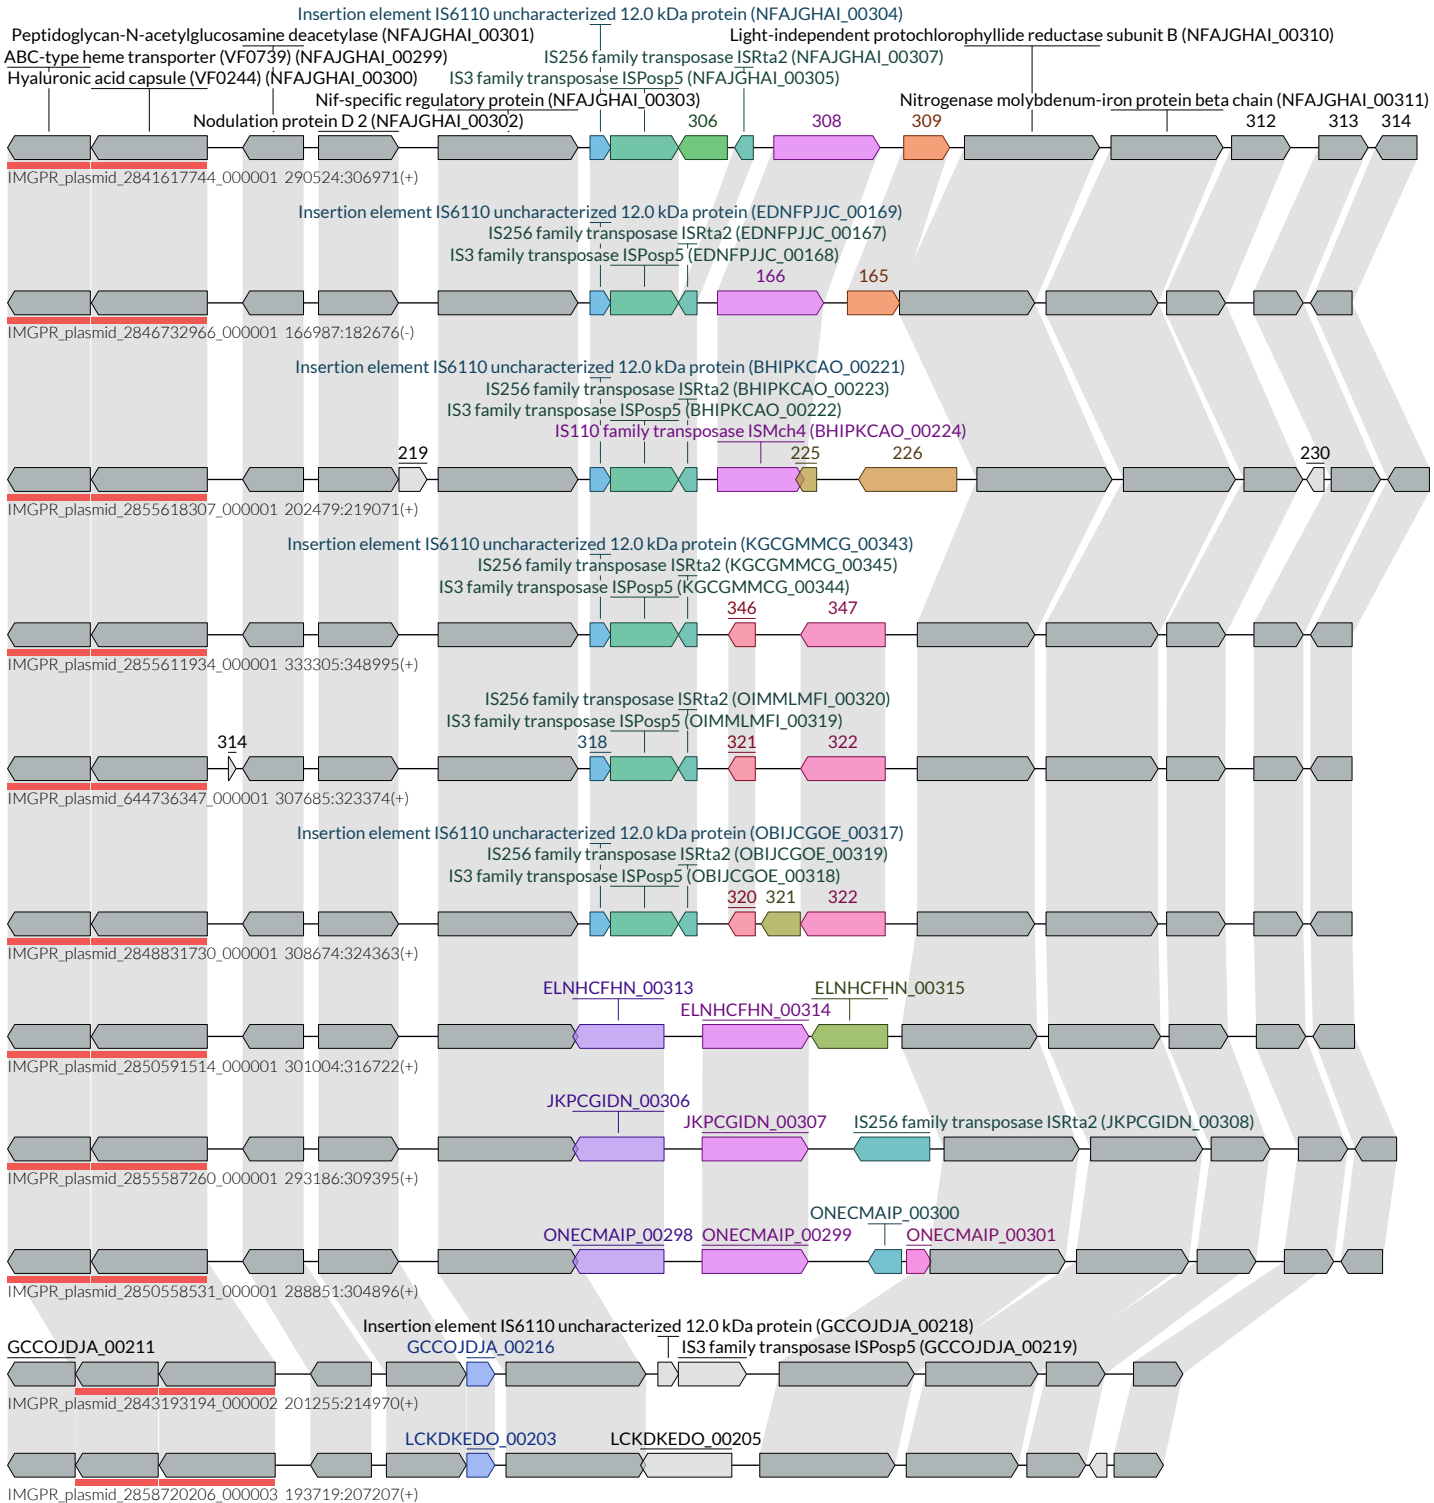 Insertion element IS6110 uncharacterized 12.0 kDa protein (NFAJGHAI_00304)
Peptidoglycan-N-acetylglucosamine deacetylase (NFAJGHAI_00301)
Light-independent protochlorophyllide reductase subunit B (NFAJGHAI_00310)
ABC-type heme transporter (VF0739) (NFAJGHAI_00299)
IS256 family transposase ISRta2 (NFAJGHAI_00307)
Hyaluronic acid capsule (VF0244) (NFAJGHAI_00300)
IS3 family transposase ISPosp5 (NFAJGHAI_00305)
Nif-specific regulatory protein (NFAJGHAI_00303)
Nitrogenase molybdenum-iron protein beta chain (NFAJGHAI_00311)
Nodulation protein D 2 (NFAJGHAI_00302)
306 308 309 312 313 314
IMGPR_plasmid_2841617744_000001 290524:306971(+)
Insertion element IS6110 uncharacterized 12.0 kDa protein (EDNFPJJC_00169)
IS256 family transposase ISRta2 (EDNFPJJC_00167)
IS3 family transposase ISPosp5 (EDNFPJJC_00168)
166 165
IMGPR_plasmid_2846732966_000001 166987:182676(-)
Insertion element IS6110 uncharacterized 12.0 kDa protein (BHIPKCAO_00221)
IS256 family transposase ISRta2 (BHIPKCAO_00223)
IS3 family transposase ISPosp5 (BHIPKCAO_00222)
IS110 family transposase ISMch4 (BHIPKCAO_00224)
219 225 226 230
IMGPR_plasmid_2855618307_000001 202479:219071(+)
Insertion element IS6110 uncharacterized 12.0 kDa protein (KGCGMMCG_00343)
IS256 family transposase ISRta2 (KGCGMMCG_00345)
IS3 family transposase ISPosp5 (KGCGMMCG_00344)
346 347
IMGPR_plasmid_2855611934_000001 333305:348995(+)
IS256 family transposase ISRta2 (OIMMLMFI_00320)
IS3 family transposase ISPosp5 (OIMMLMFI_00319)
314 318 321 322
IMGPR_plasmid_644736347_000001 307685:323374(+)
Insertion element IS6110 uncharacterized 12.0 kDa protein (OBIJCGOE_00317)
IS256 family transposase ISRta2 (OBIJCGOE_00319)
IS3 family transposase ISPosp5 (OBIJCGOE_00318)
320 321 322
IMGPR_plasmid_2848831730_000001 308674:324363(+)
ELNHCFHN_00313 ELNHCFHN_00315
ELNHCFHN_00314
IMGPR_plasmid_2850591514_000001 301004:316722(+)
JKPCGIDN_00306
JKPCGIDN_00307 IS256 family transposase ISRta2 (JKPCGIDN_00308)
IMGPR_plasmid_2855587260_000001 293186:309395(+)
ONECMAIP_00300
ONECMAIP_00298 ONECMAIP_00299 ONECMAIP_00301
IMGPR_plasmid_2850558531_000001 288851:304896(+)
Insertion element IS6110 uncharacterized 12.0 kDa protein (GCCOJDJA_00218)
GCCOJDJA_00211 GCCOJDJA_00216 IS3 family transposase ISPosp5 (GCCOJDJA_00219)
IMGPR_plasmid_2843193194_000002 201255:214970(+)
LCKDKEDO_00203 LCKDKEDO_00205
IMGPR_plasmid_2858720206_000003 193719:207207(+)